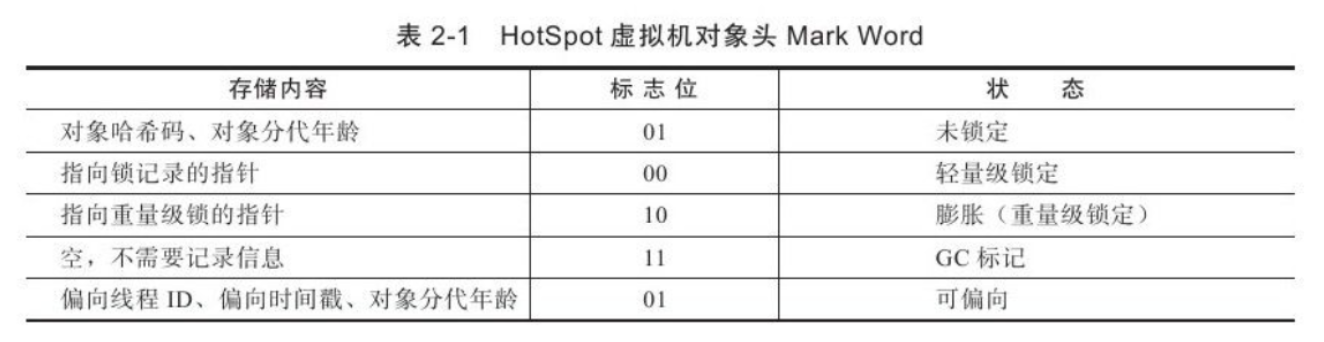 表 2-1 HotSpot 虚拟机对象头 Mark Word
存储内容 标志位 状态
对象哈希码、对象分代年龄 01 未锁定
指向锁记录的指针 00 轻量级锁定
指向重量级锁的指针 10 膨胀（重量级锁定）
空，不需要记录信息 11 GC 标记
偏向线程 ID、偏向时间戳、对象分代年龄 01 可偏向